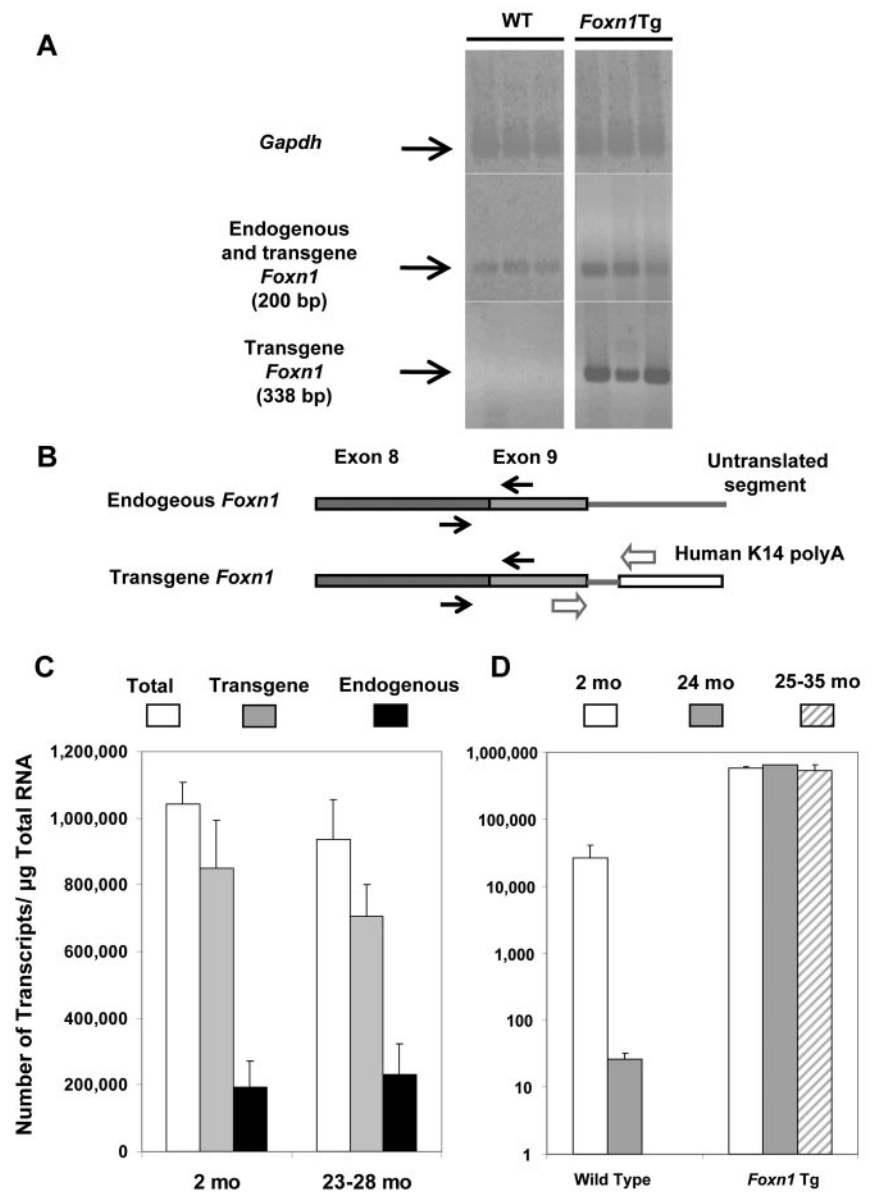 WT
Foxn1Tg
A
Gapdh
Endogenous
and transgene
Foxn1
(200 bp)
Transgene
Foxn1
(338 bp)
B
Exon 8
Exon 9
Untranslated
segment
Endogeous Foxn1
Human K14 polyA
Transgene Foxn1
C
Total
Transgene
Endogenous
Number of Transcripts/ µg Total RNA
1,200,000
1,000,000
800,000
600,000
400,000
200,000
0
2 mo
23-28 mo
D
2 mo
24 mo
25-35 mo
1,000,000
100,000
10,000
1,000
100
10
1
Wild Type
Foxn1 Tg